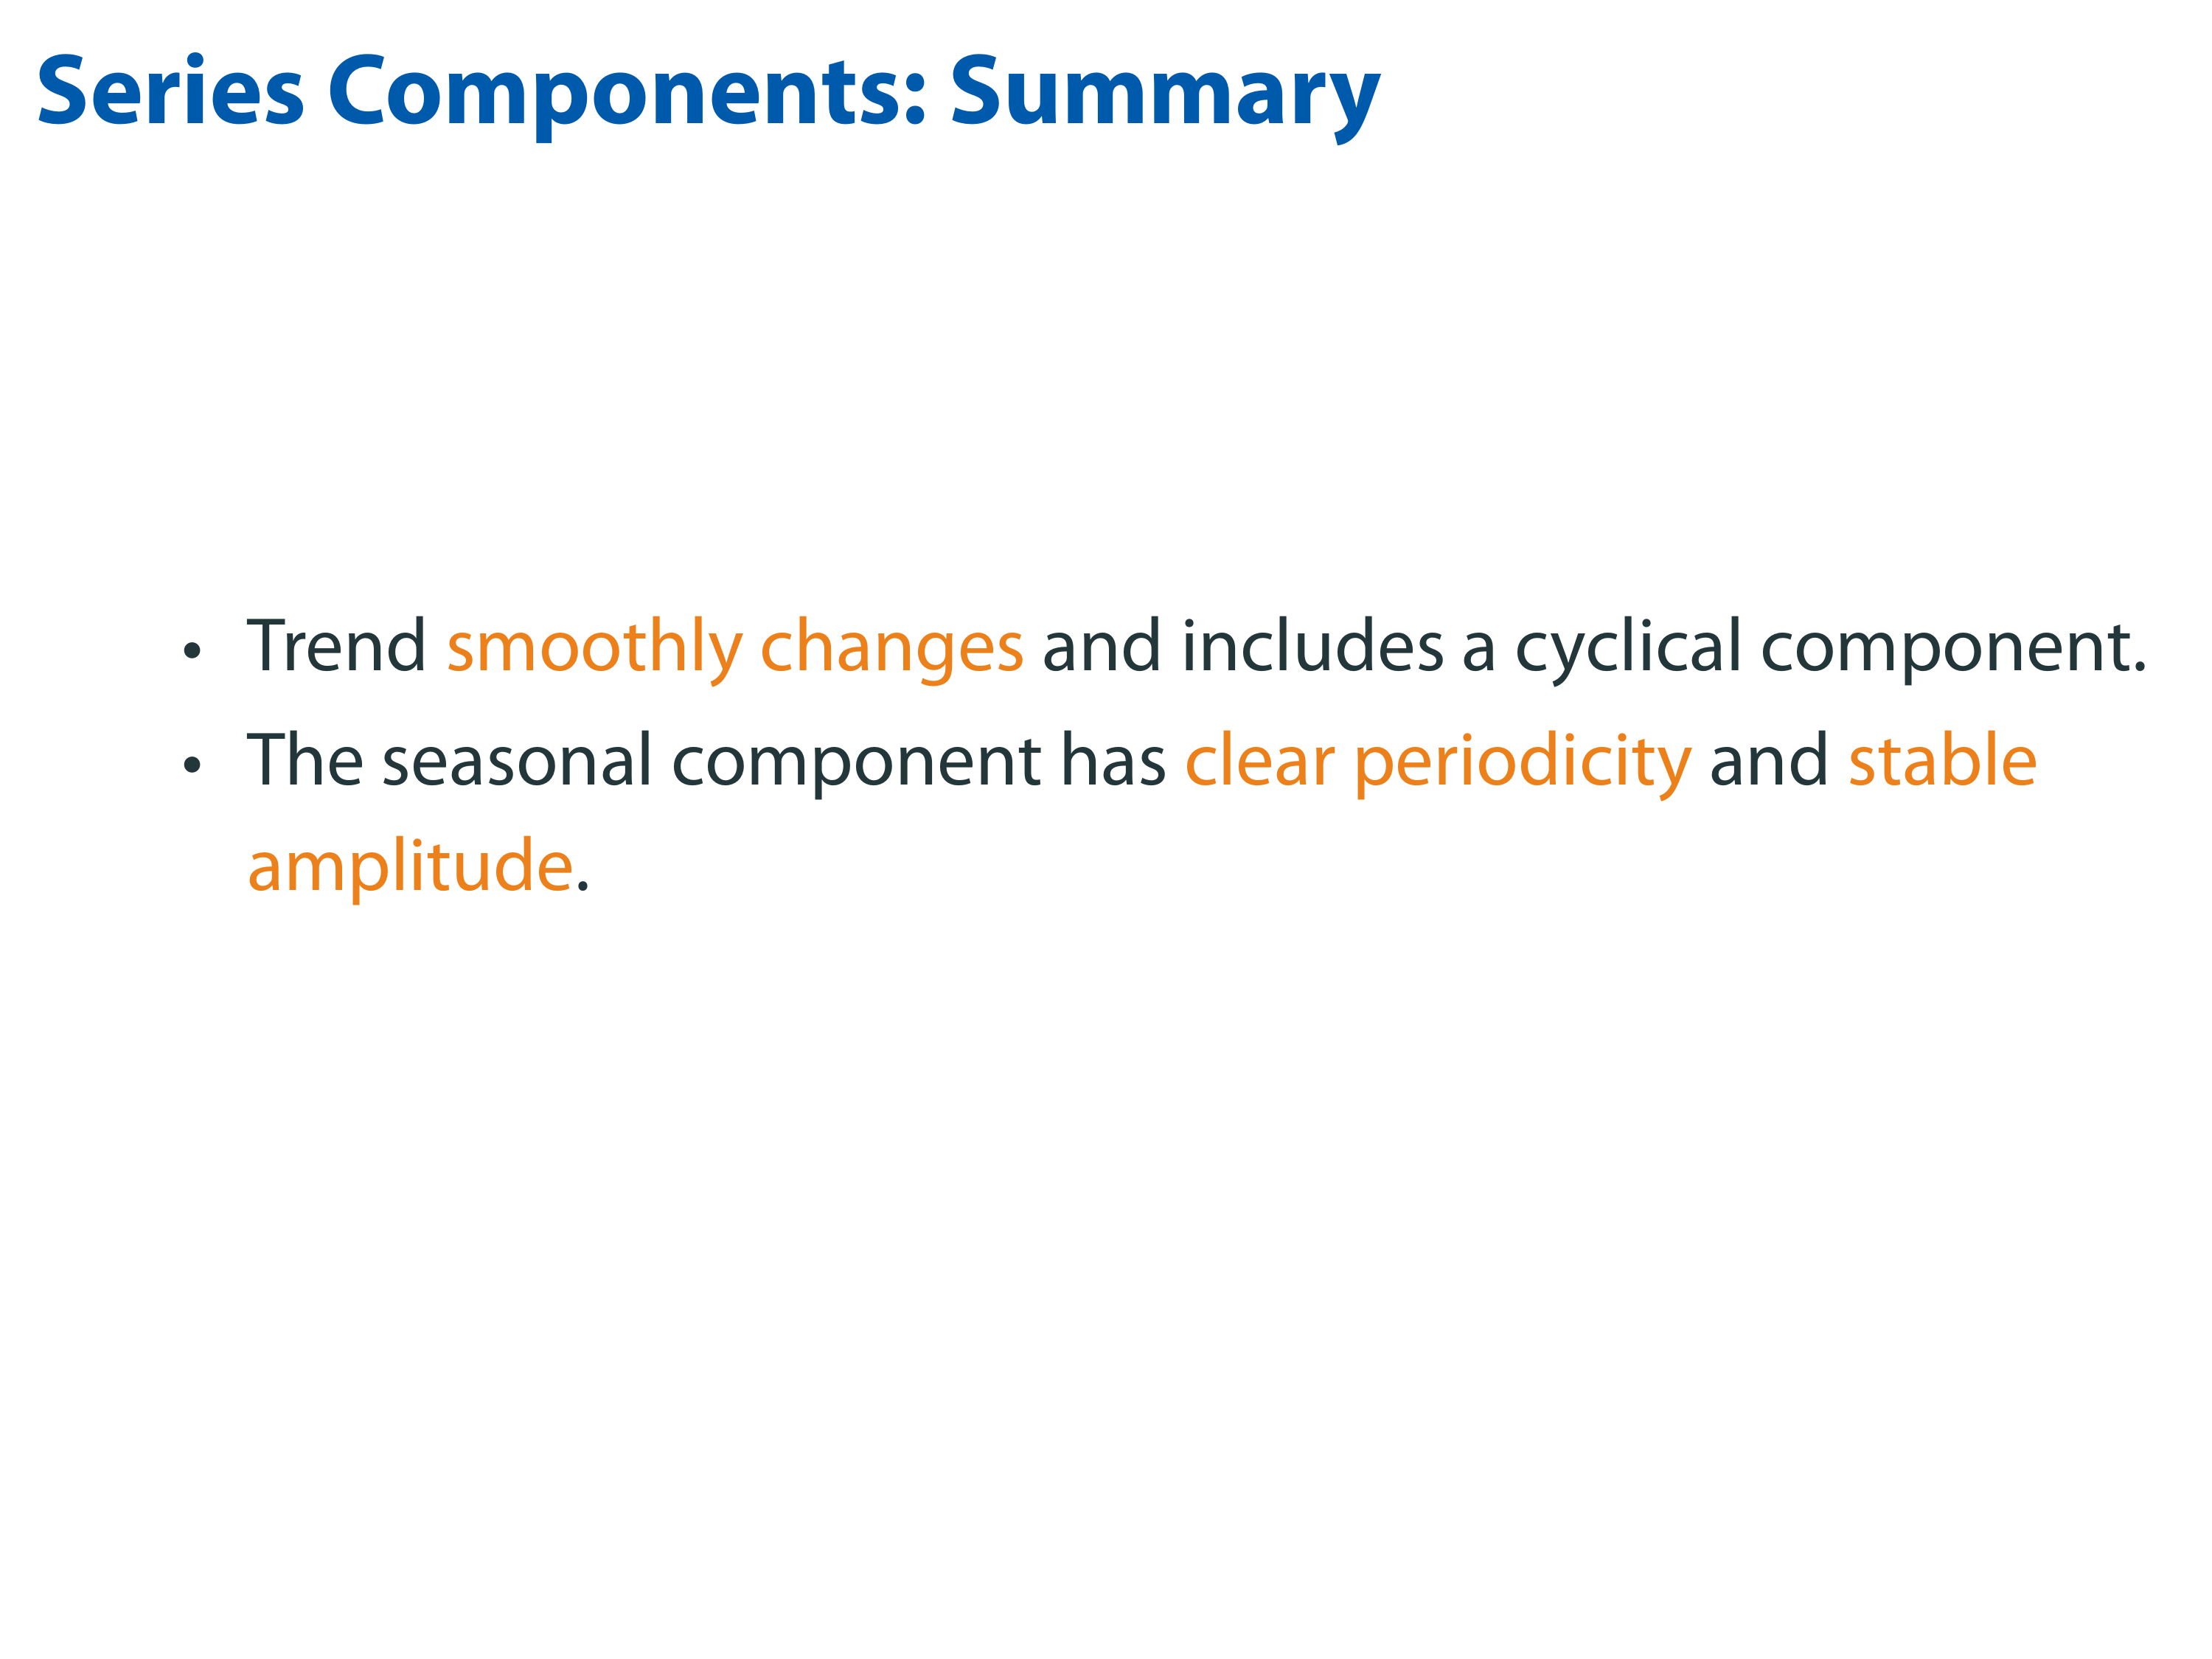 Series Components: Summary
• Trend smoothly changes and includes a cyclical component.
• The seasonal component has clear periodicity and stable
amplitude.